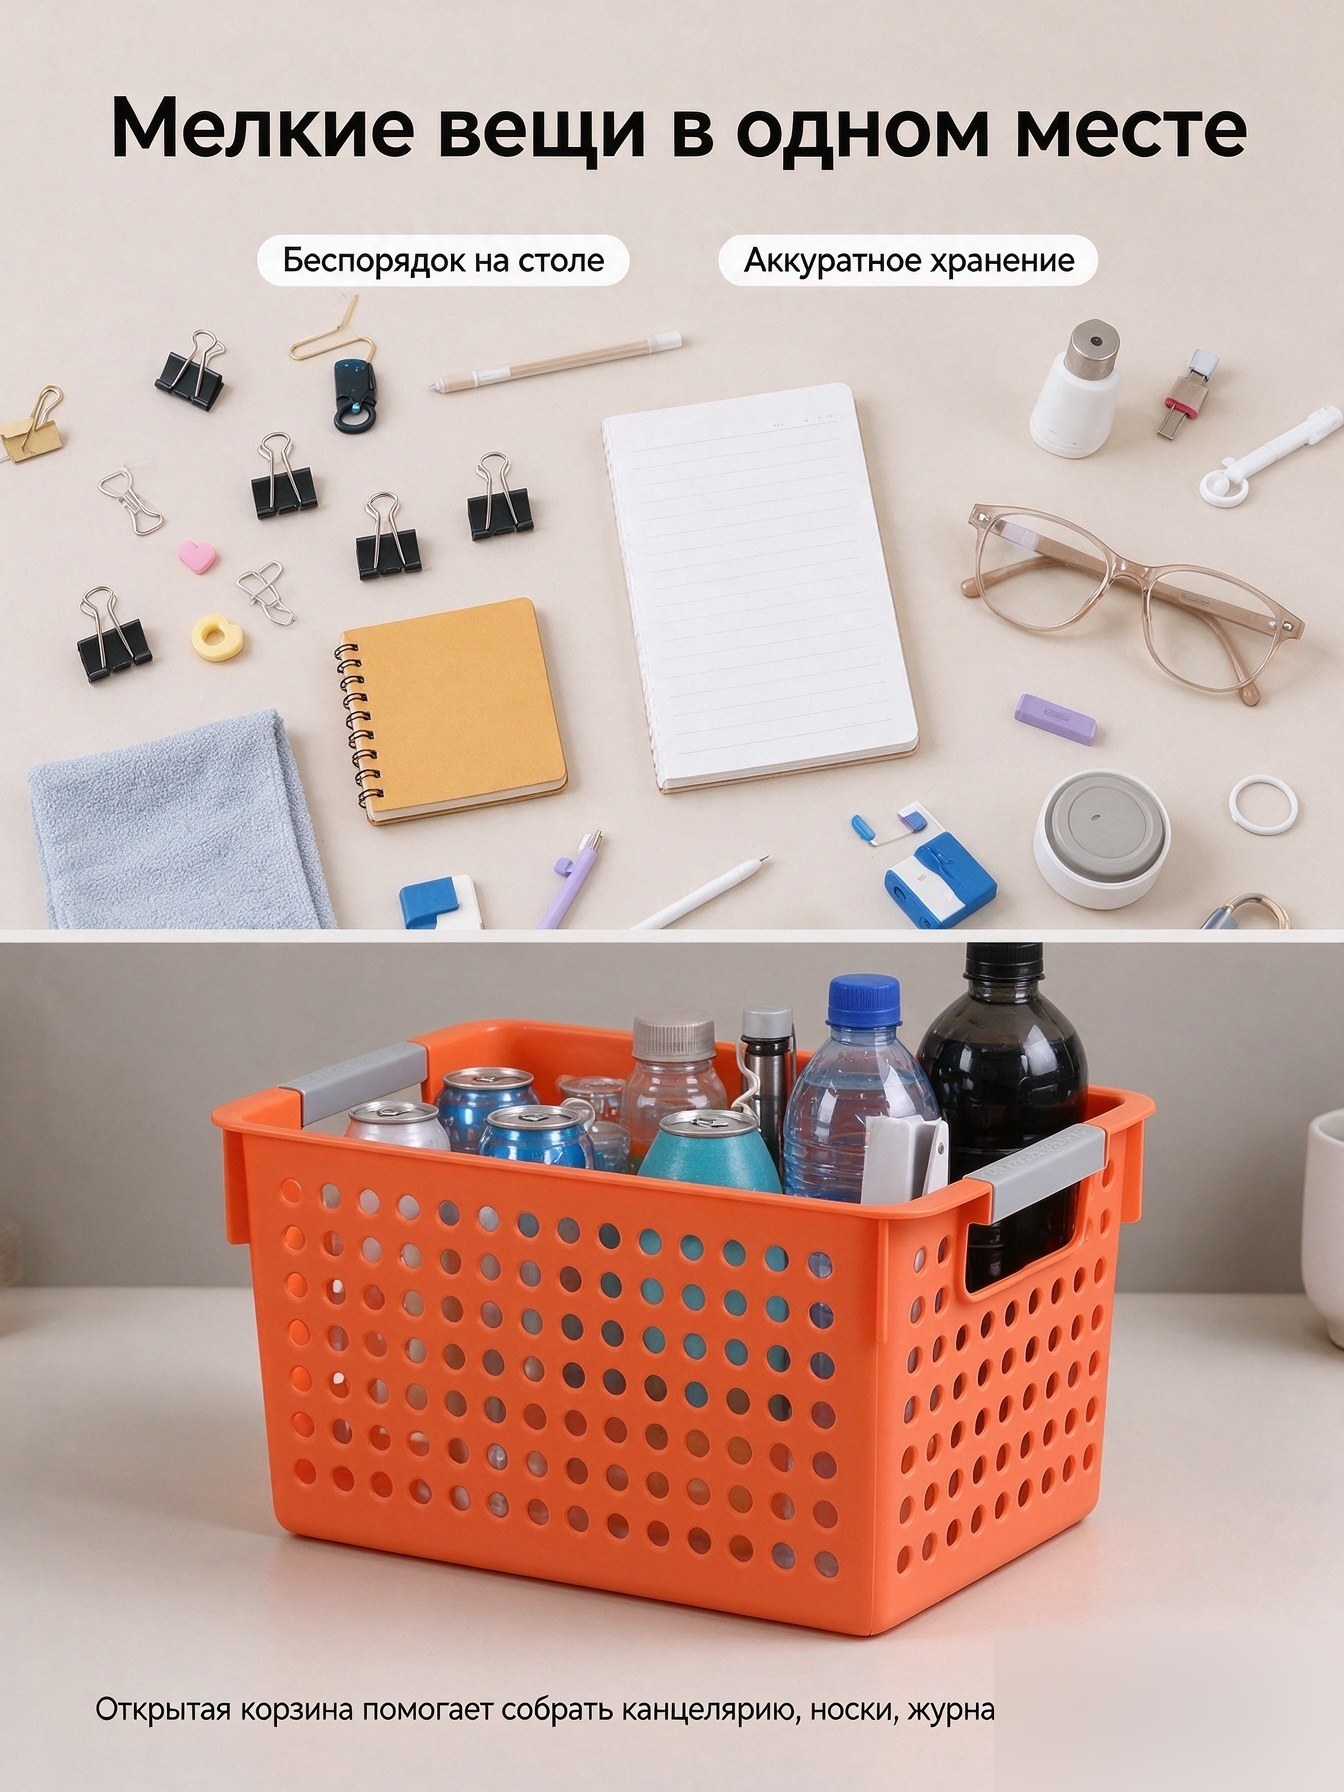 Мелкие вещи в одном месте
Беспорядок на столе
Аккуратное хранение
Открытая корзина помогает собрать канцелярию, носки, журна